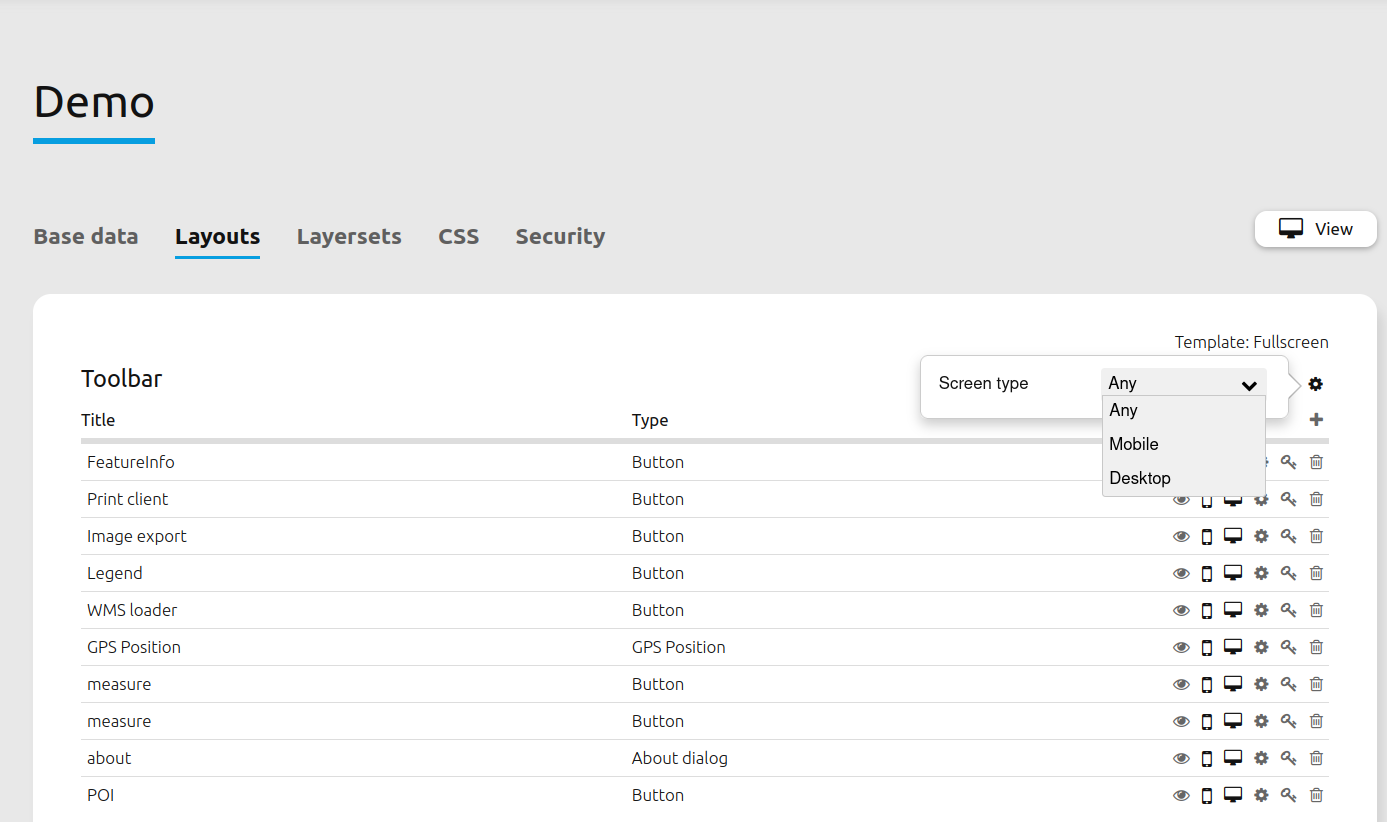 Demo
Base data Layouts Layersets CSS Security View
Template: Fullscreen
Toolbar
Screen type Any
Any
Mobile
Desktop
Title Type
FeatureInfo Button
Print client Button
Image export Button
Legend Button
WMS loader Button
GPS Position GPS Position
measure Button
measure Button
about About dialog
POI Button